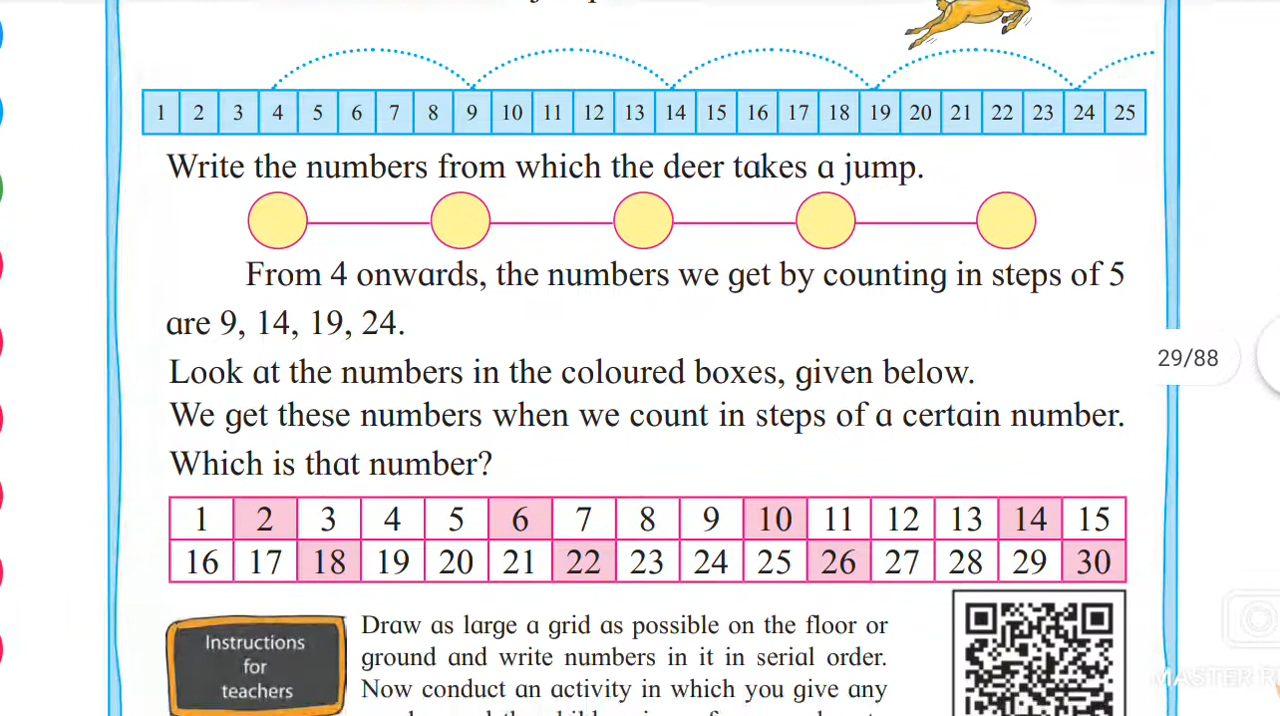 1 2 3 4 5 6 7 8 9 10 11 12 13 14 15 16 17 18 19 20 21 22 23 24 25
Write the numbers from which the deer takes a jump.
From 4 onwards, the numbers we get by counting in steps of 5
are 9, 14, 19, 24.
29/88
Look at the numbers in the coloured boxes, given below.
We get these numbers when we count in steps of a certain number.
Which is that number?
1 2 3 4 5 6 7 8 9 10 11 12 13 14 15
16 17 18 19 20 21 22 23 24 25 26 27 28 29 30
Instructions
for
teachers
Draw as large a grid as possible on the floor or
ground and write numbers in it in serial order.
Now conduct an activity in which you give any
MASTER